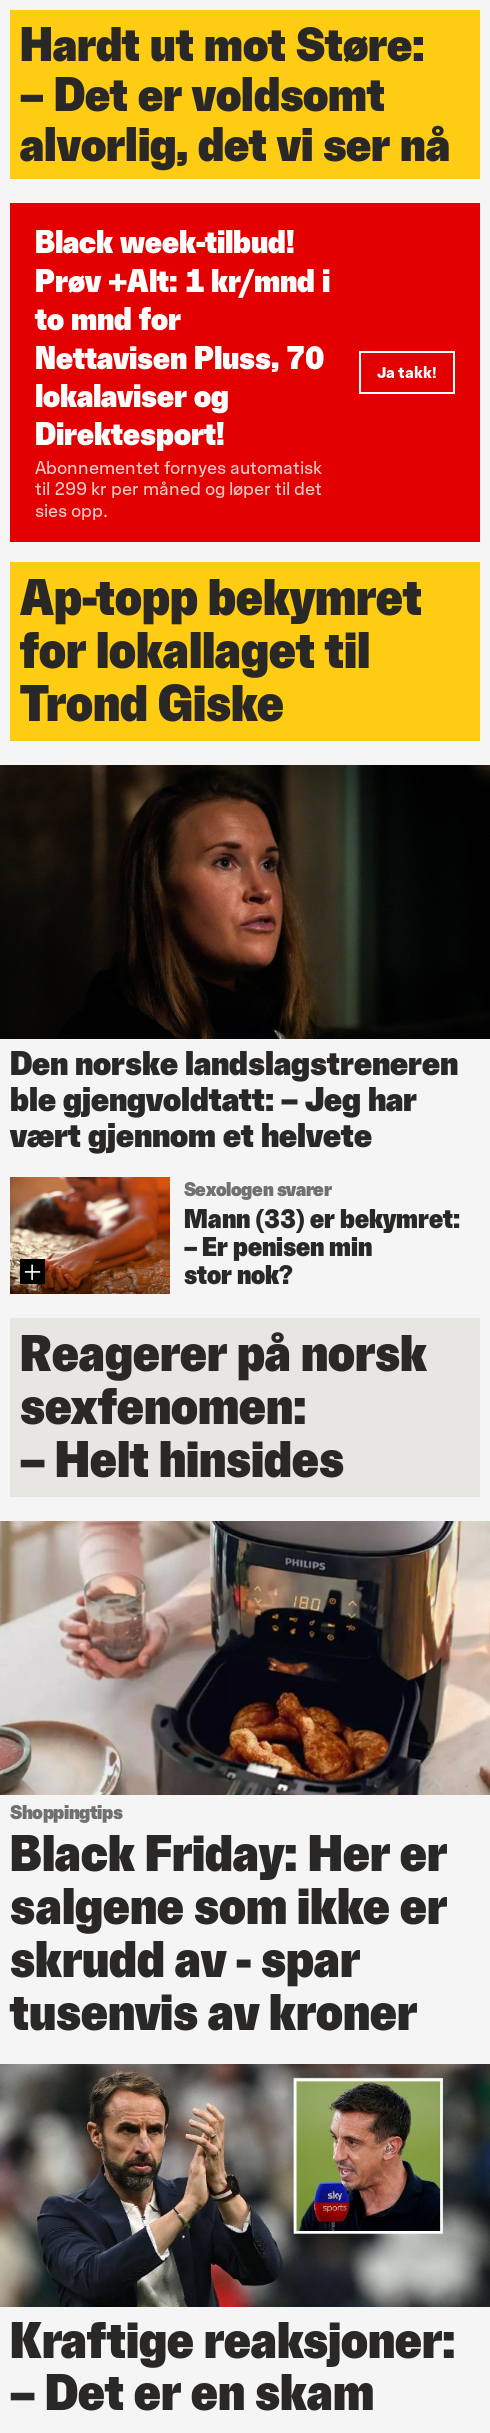 Hardt ut mot Støre:
– Det er voldsomt
alvorlig, det vi ser nå
Black week-tilbud!
Prøv +Alt: 1 kr/mnd i
to mnd for
Nettavisen Pluss, 70
lokalaviser og
Direktesport!
Abonnementet fornyes automatisk
til 299 kr per måned og løper til det
sies opp.
Ja takk!
Ap-topp bekymret
for lokallaget til
Trond Giske
Den norske landslagstreneren
ble gjengvoldtatt: – Jeg har
vært gjennom et helvete
Sexologen svarer
Mann (33) er bekymret:
– Er penisen min
stor nok?
Reagerer på norsk
sexfenomen:
– Helt hinsides
PHILIPS
180
Shoppingtips
Black Friday: Her er
salgene som ikke er
skrudd av - spar
tusenvis av kroner
sky
sports
Kraftige reaksjoner:
– Det er en skam